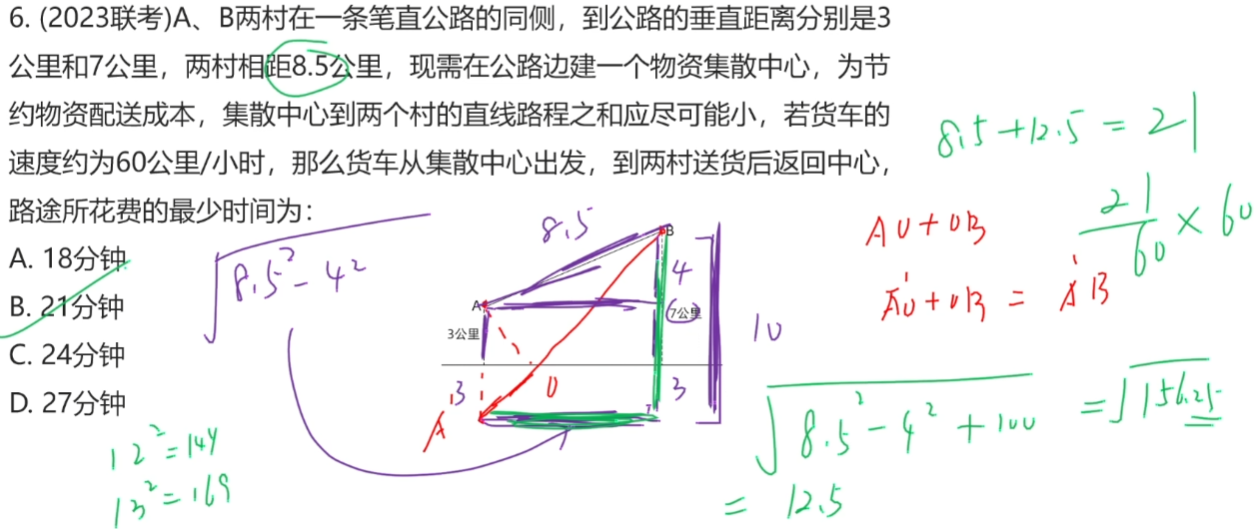 6. (2023联考)A、B两村在一条笔直公路的同侧，到公路的垂直距离分别是3
公里和7公里，两村相距8.5公里，现需在公路边建一个物资集散中心，为节
约物资配送成本，集散中心到两个村的直线路程之和应尽可能小，若货车的
速度约为60公里/小时，那么货车从集散中心出发，到两村送货后返回中心，
路途所花费的最少时间为：
A. 18分钟
B. 21分钟
C. 24分钟
D. 27分钟
8.5+12.5=21
21/60×60
AO+OB
A'O+OB=A'B
√8.5²-4²
8.5
B
4
A
3公里
7公里
10
3
O
3
A'
√8.5²-4²+100=√156.25
=12.5
12²=144
13²=169